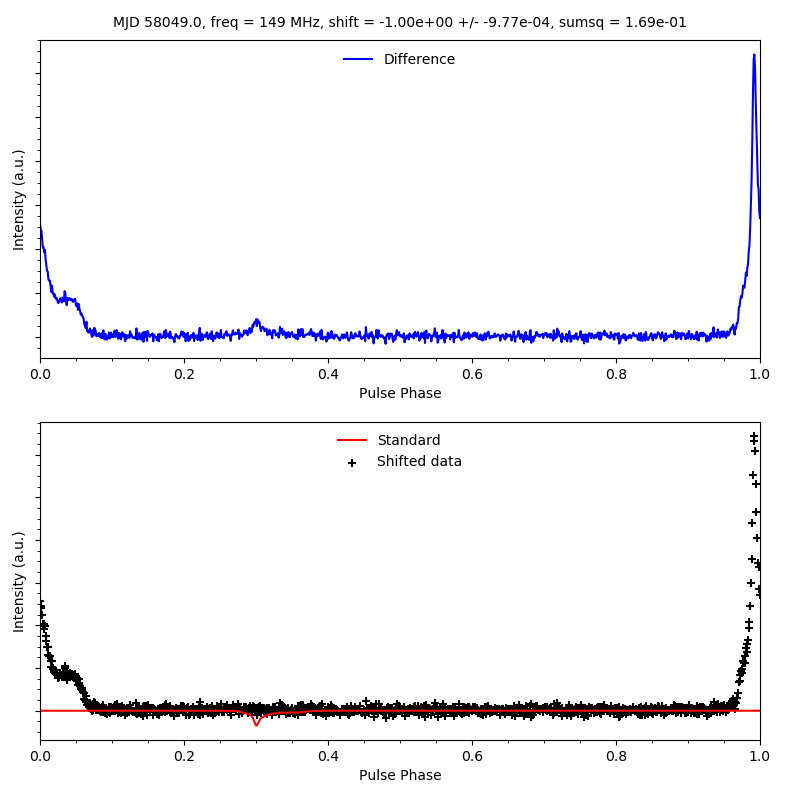 MJD 58049.0, freq = 149 MHz, shift = -1.00e+00 +/- -9.77e-04, sumsq = 1.69e-01
Difference
Intensity (a.u.)
0.0 0.2 0.4 0.6 0.8 1.0
Pulse Phase
Standard
Shifted data
Intensity (a.u.)
0.0 0.2 0.4 0.6 0.8 1.0
Pulse Phase